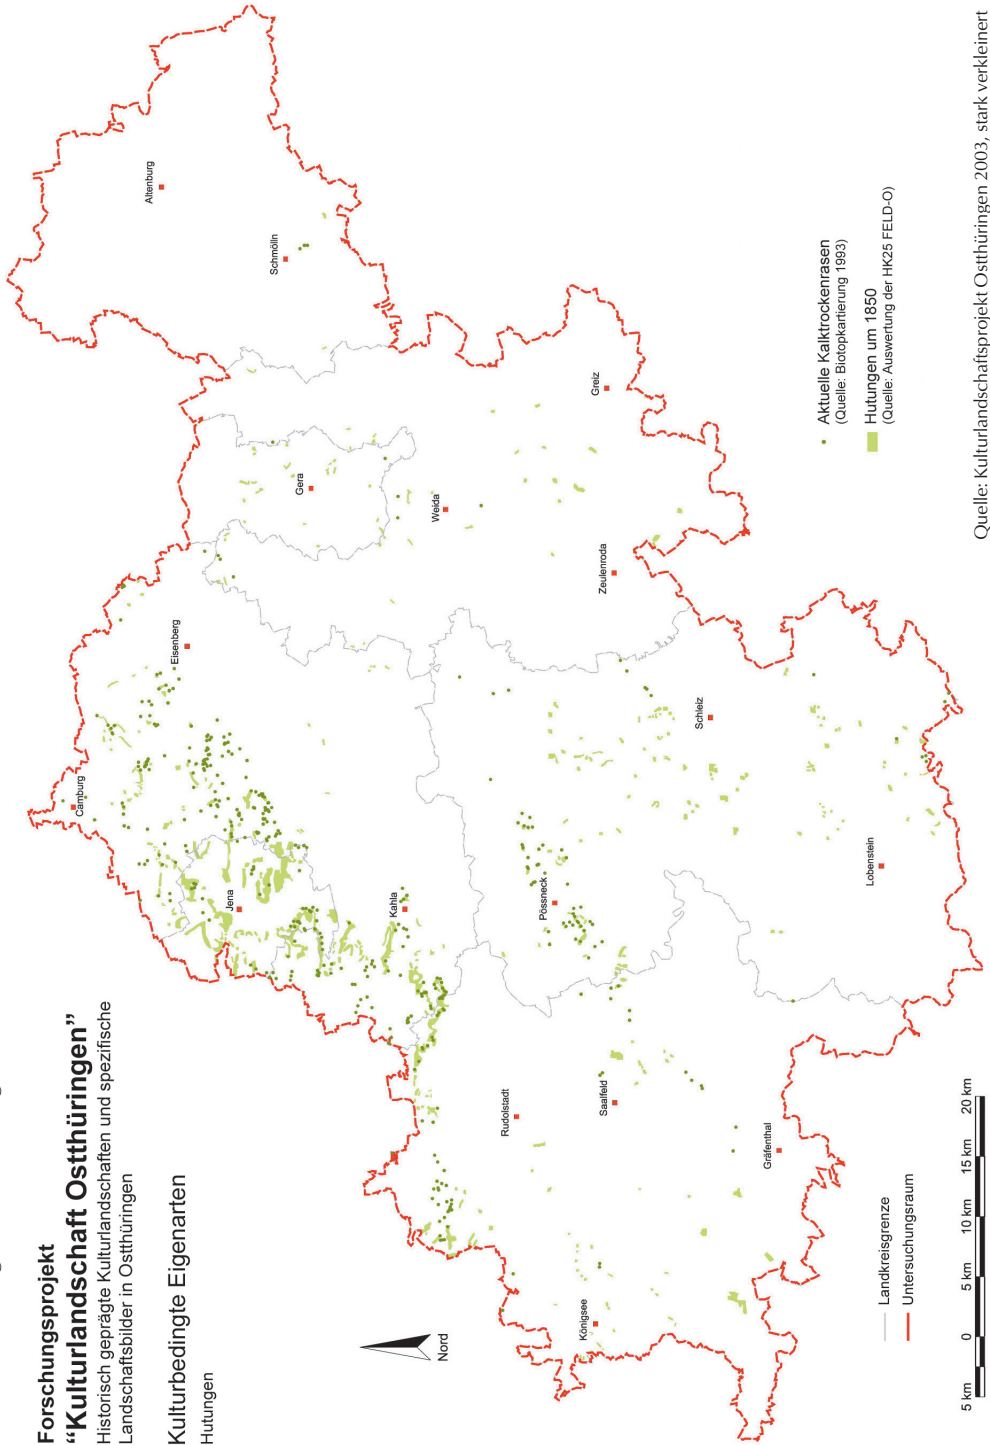 Forschungsprojekt
“Kulturlandschaft Ostthüringen”
Historisch geprägte Kulturlandschaften und spezifische
Landschaftsbilder in Ostthüringen
Kulturbedingte Eigenarten
Hutungen
Nord
Altenburg
Schmölln
Gera
Greiz
Weida
Zeulenroda
Eisenberg
Camburg
Jena
Kahla
Pössneck
Schleiz
Lobenstein
Rudolstadt
Saalfeld
Gräfenthal
Königsee
Aktuelle Kalktrockenrasen
(Quelle: Biotopkartierung 1993)
Hutungen um 1850
(Quelle: Auswertung der HK25 FELD-O)
Landkreisgrenze
Untersuchungsraum
5 km 0 5 km 10 km 15 km 20 km
Quelle: Kulturlandschaftsprojekt Ostthüringen 2003, stark verkleinert